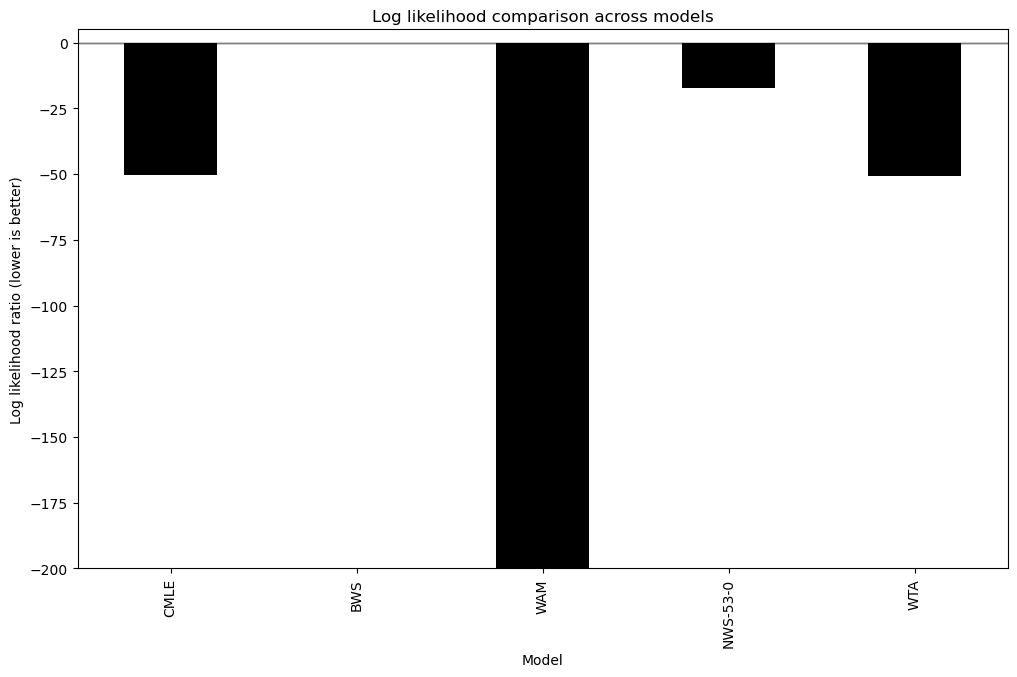 Log likelihood comparison across models
Log likelihood ratio (lower is better)
0
−25
−50
−75
−100
−125
−150
−175
−200
CMLE
BWS
WAM
NWS-53-0
WTA
Model